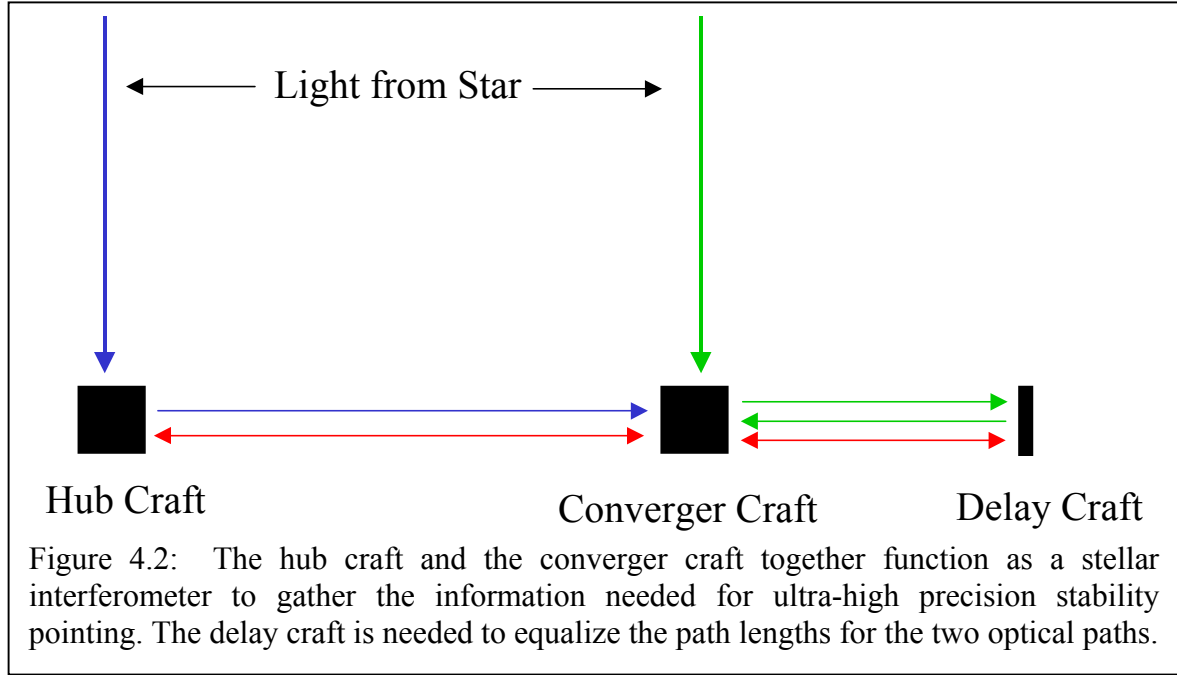 Light from Star
Hub Craft
Converger Craft
Delay Craft
Figure 4.2: The hub craft and the converger craft together function as a stellar
interferometer to gather the information needed for ultra-high precision stability
pointing. The delay craft is needed to equalize the path lengths for the two optical paths.